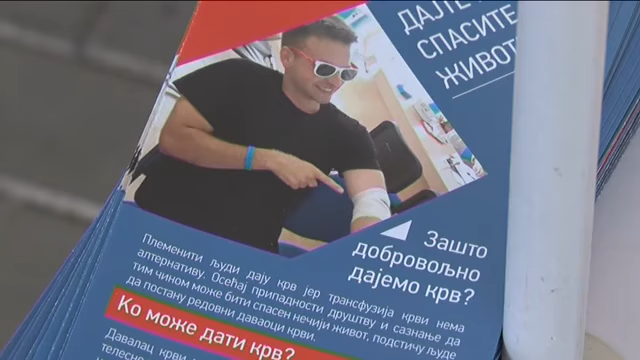 ДАЈТЕ
СПАСИТЕ
ЖИВОТ
Зашто
добровољно
дајемо крв?
Племенити људи дају крв јер трансфузија крви нема
алтернативу. Осећај припадности друштву и сазнање да
тим чином може бити спасен нечији живот, подстичу људе
да постану редовни даваоци крви.
Ко може дати крв?
Давалац крви
телесне